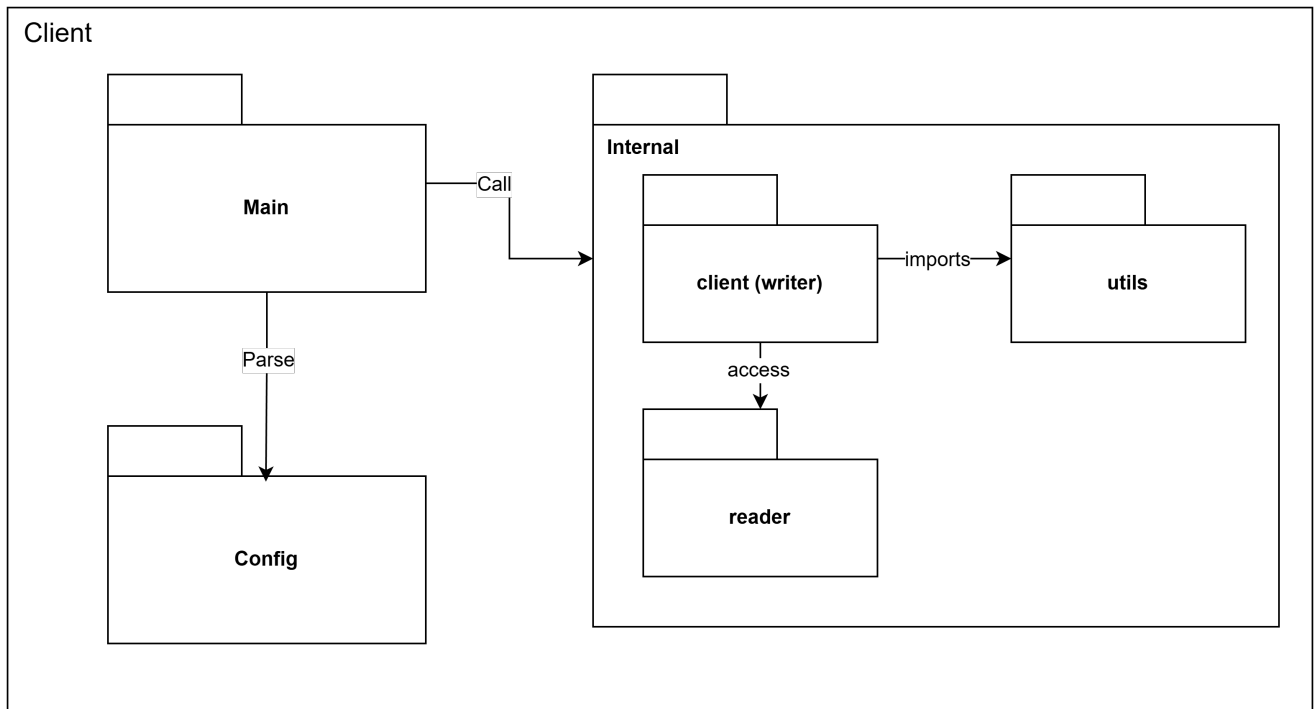 Client
Main
Call
Internal
client (writer)
imports
utils
access
Parse
reader
Config